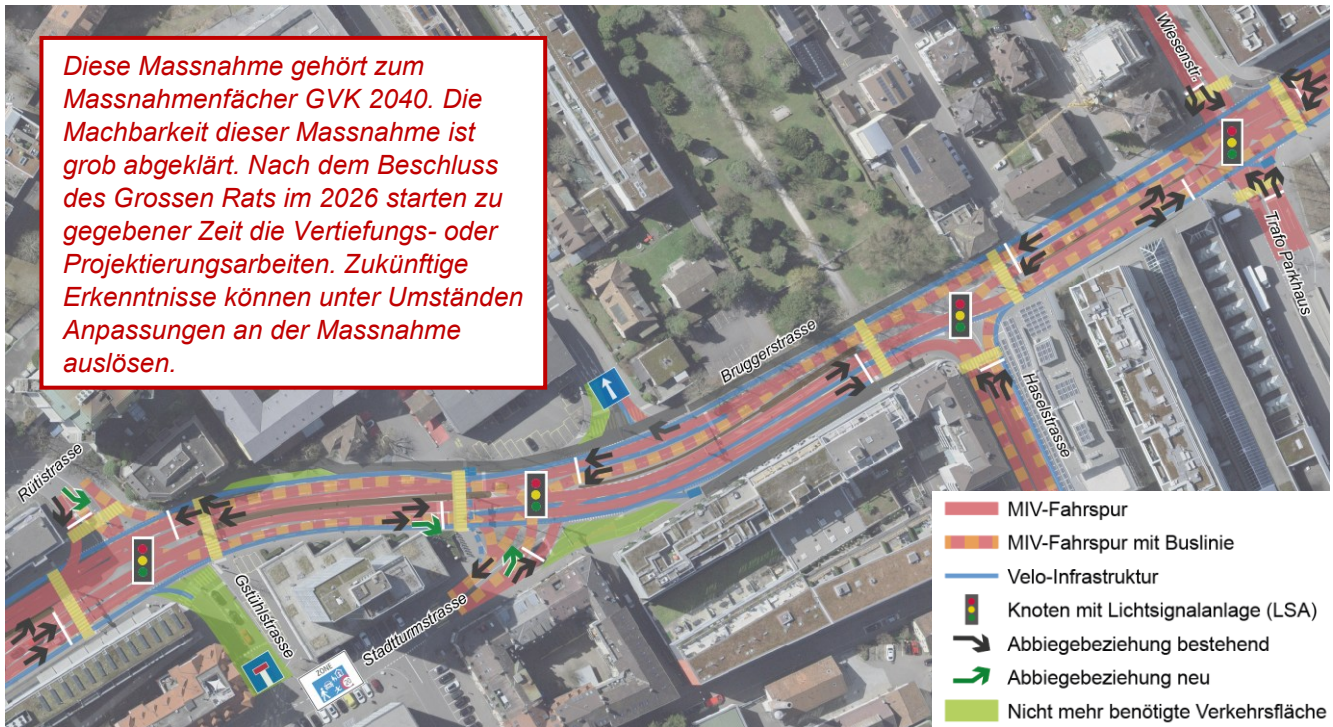 Diese Massnahme gehört zum
Massnahmenfächer GVK 2040. Die
Machbarkeit dieser Massnahme ist
grob abgeklärt. Nach dem Beschluss
des Grossen Rats im 2026 starten zu
gegebener Zeit die Vertiefungs- oder
Projektierungsarbeiten. Zukünftige
Erkenntnisse können unter Umständen
Anpassungen an der Massnahme
auslösen.
Wiesenstr.
Trafo Parkhaus
Bruggerstrasse
Haselstrasse
Rütistrasse
Gstühlstrasse
Stadtturmstrasse
ZONE
MIV-Fahrspur
MIV-Fahrspur mit Buslinie
Velo-Infrastruktur
Knoten mit Lichtsignalanlage (LSA)
Abbiegebeziehung bestehend
Abbiegebeziehung neu
Nicht mehr benötigte Verkehrsfläche